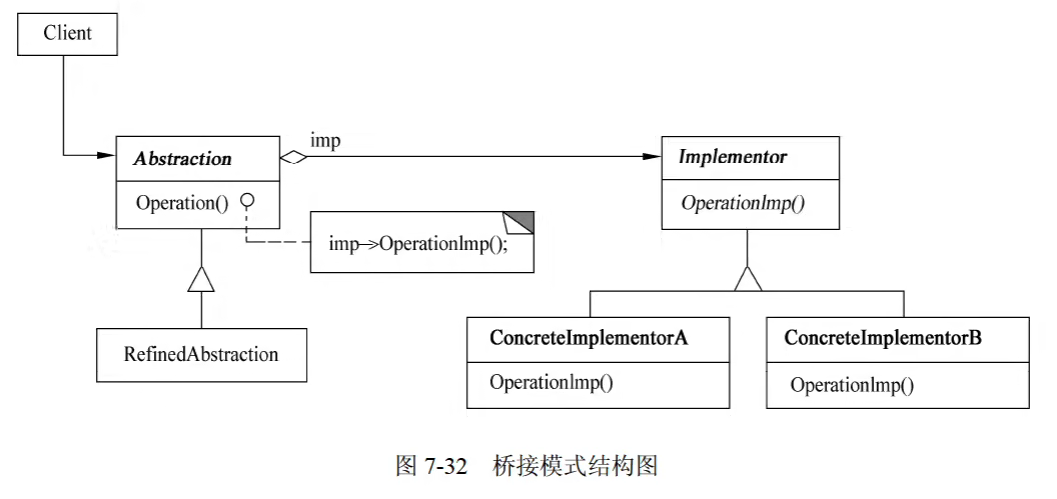 Client
Abstraction
imp
Implementor
Operation()
OperationImp()
imp->OperationImp();
RefinedAbstraction
ConcreteImplementorA
ConcreteImplementorB
OperationImp()
OperationImp()
图 7-32 桥接模式结构图